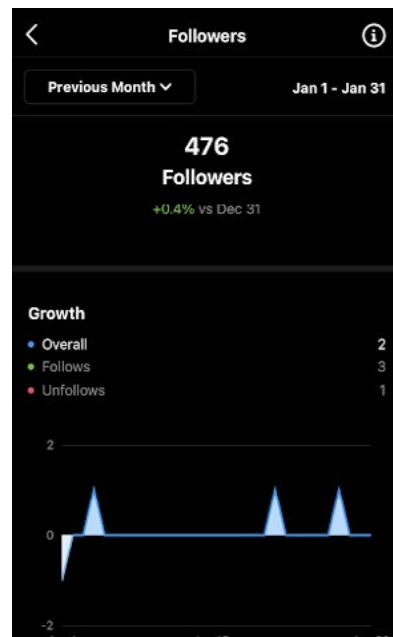 Followers
Previous Month
Jan 1 - Jan 31
476
Followers
+0.4% vs Dec 31
Growth
Overall 2
Follows 3
Unfollows 1
2
0
-2